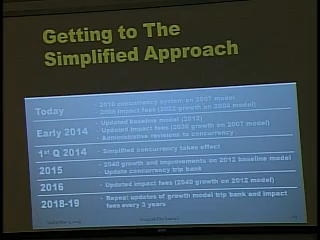 Getting to The
Simplified Approach
Today
- 2010 concurrency system on 2007 model
- 2005 impact fees (2022 growth on 2004 model)
Early 2014
- Updated baseline model (2012)
- Updated impact fees (2030 growth on 2007 model)
- Administrative revisions to concurrency
1st Q 2014
- Simplified concurrency takes effect
2015
- 2040 growth and improvements on 2012 baseline model
- Update concurrency trip bank
2016
- Updated impact fees (2040 growth on 2012 model)
2018-19
- Repeat updates of growth model trip bank and impact
fees every 3 years